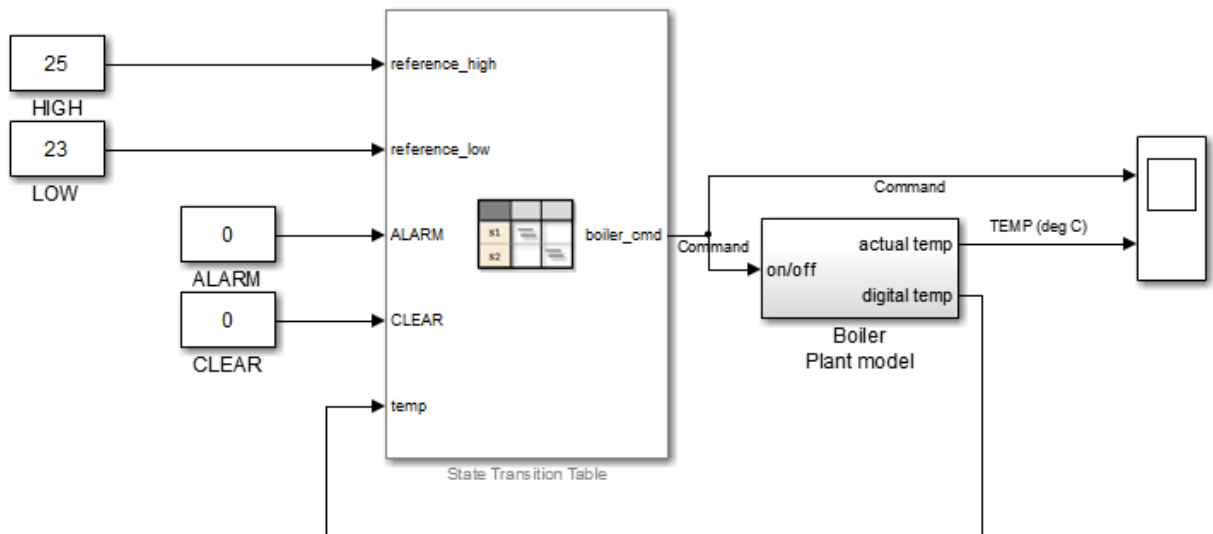 25
HIGH
23
LOW
0
ALARM
0
CLEAR
reference_high
reference_low
ALARM
CLEAR
temp
s1
s2
boiler_cmd
State Transition Table
Command
Command
on/off
actual temp
digital temp
Boiler
Plant model
TEMP (deg C)